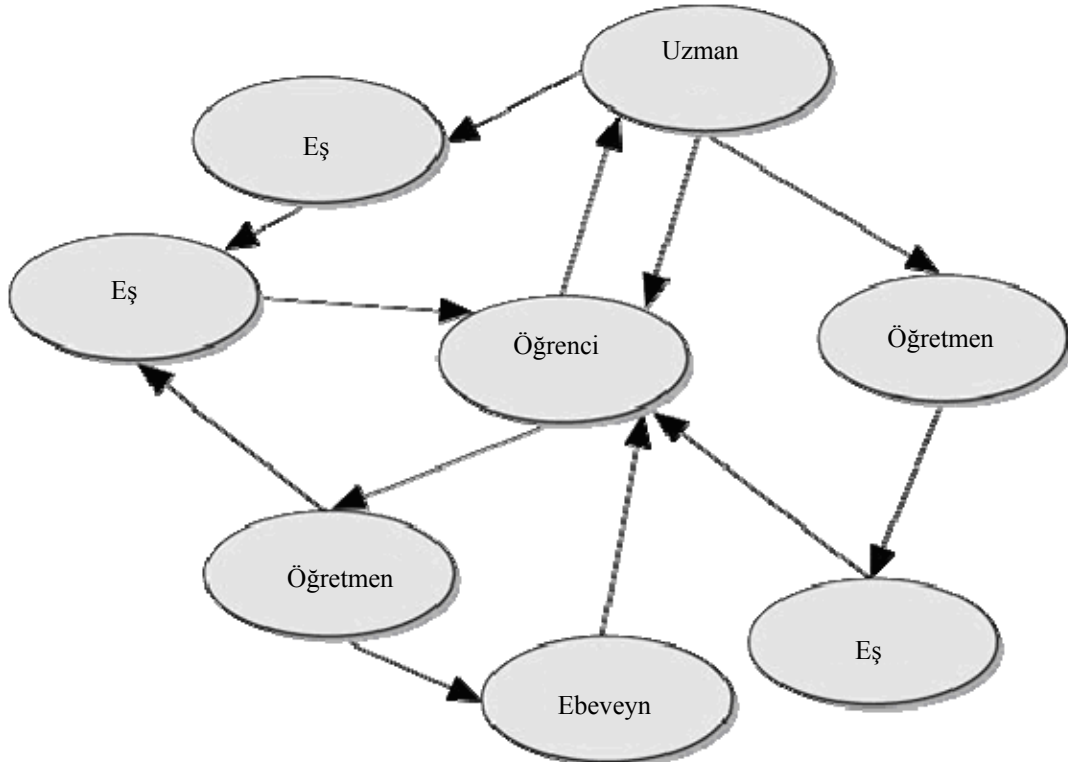 Uzman
Eş
Eş
Öğrenci
Öğretmen
Öğretmen
Eş
Ebeveyn